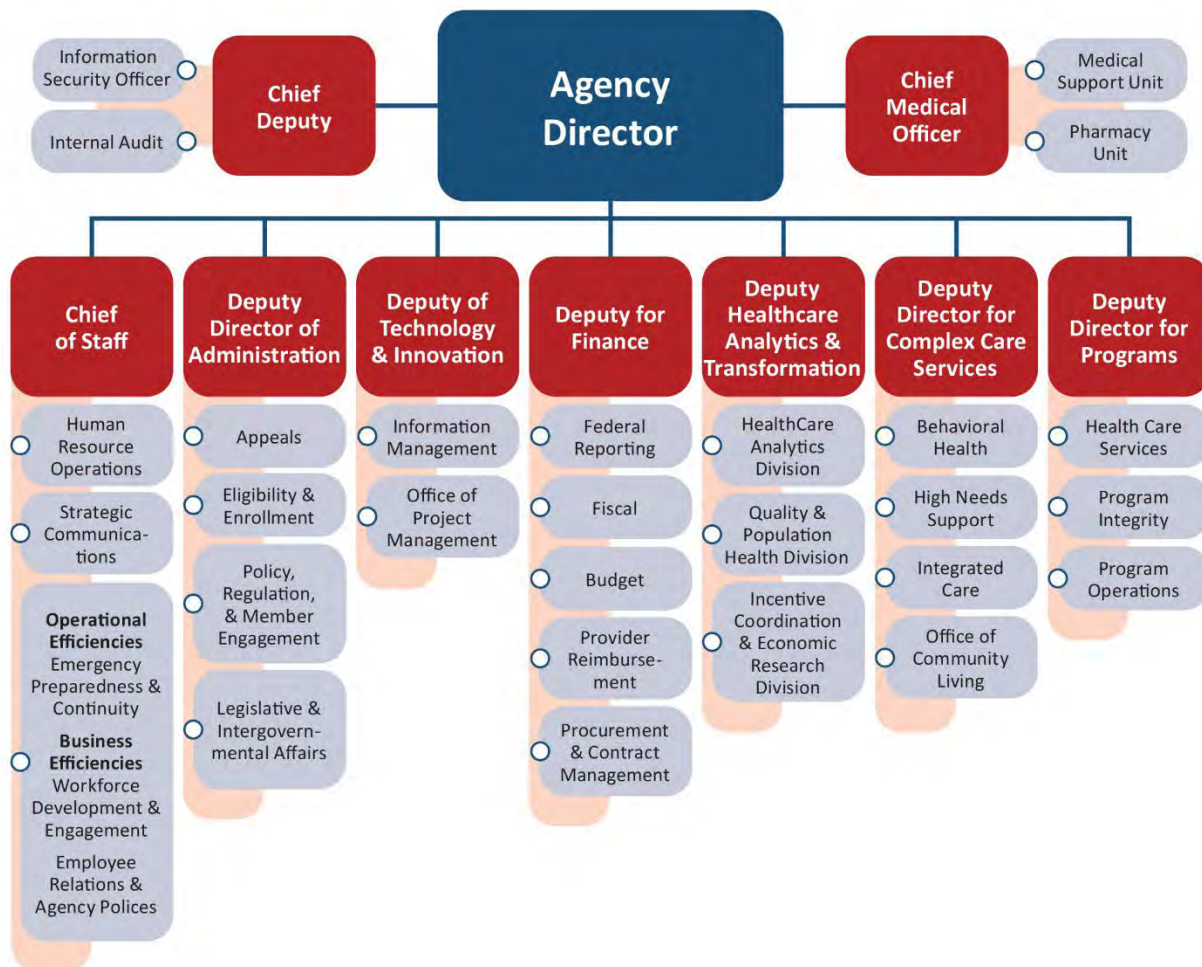 Information
Security Officer
Internal Audit
Chief
Deputy
Agency
Director
Chief
Medical
Officer
Medical
Support Unit
Pharmacy
Unit
Chief
of Staff
Human
Resource
Operations
Strategic
Communica-
tions
Operational
Efficiencies
Emergency
Preparedness &
Continuity
Business
Efficiencies
Workforce
Development &
Engagement
Employee
Relations &
Agency Polices
Deputy
Director of
Administration
Appeals
Eligibility &
Enrollment
Policy,
Regulation,
& Member
Engagement
Legislative &
Intergovern-
mental Affairs
Deputy of
Technology
& Innovation
Information
Management
Office of
Project
Management
Deputy for
Finance
Federal
Reporting
Fiscal
Budget
Provider
Reimburse-
ment
Procurement
& Contract
Management
Deputy
Healthcare
Analytics &
Transformation
HealthCare
Analytics
Division
Quality &
Population
Health Division
Incentive
Coordination
& Economic
Research
Division
Deputy
Director for
Complex Care
Services
Behavioral
Health
High Needs
Support
Integrated
Care
Office of
Community
Living
Deputy
Director for
Programs
Health Care
Services
Program
Integrity
Program
Operations